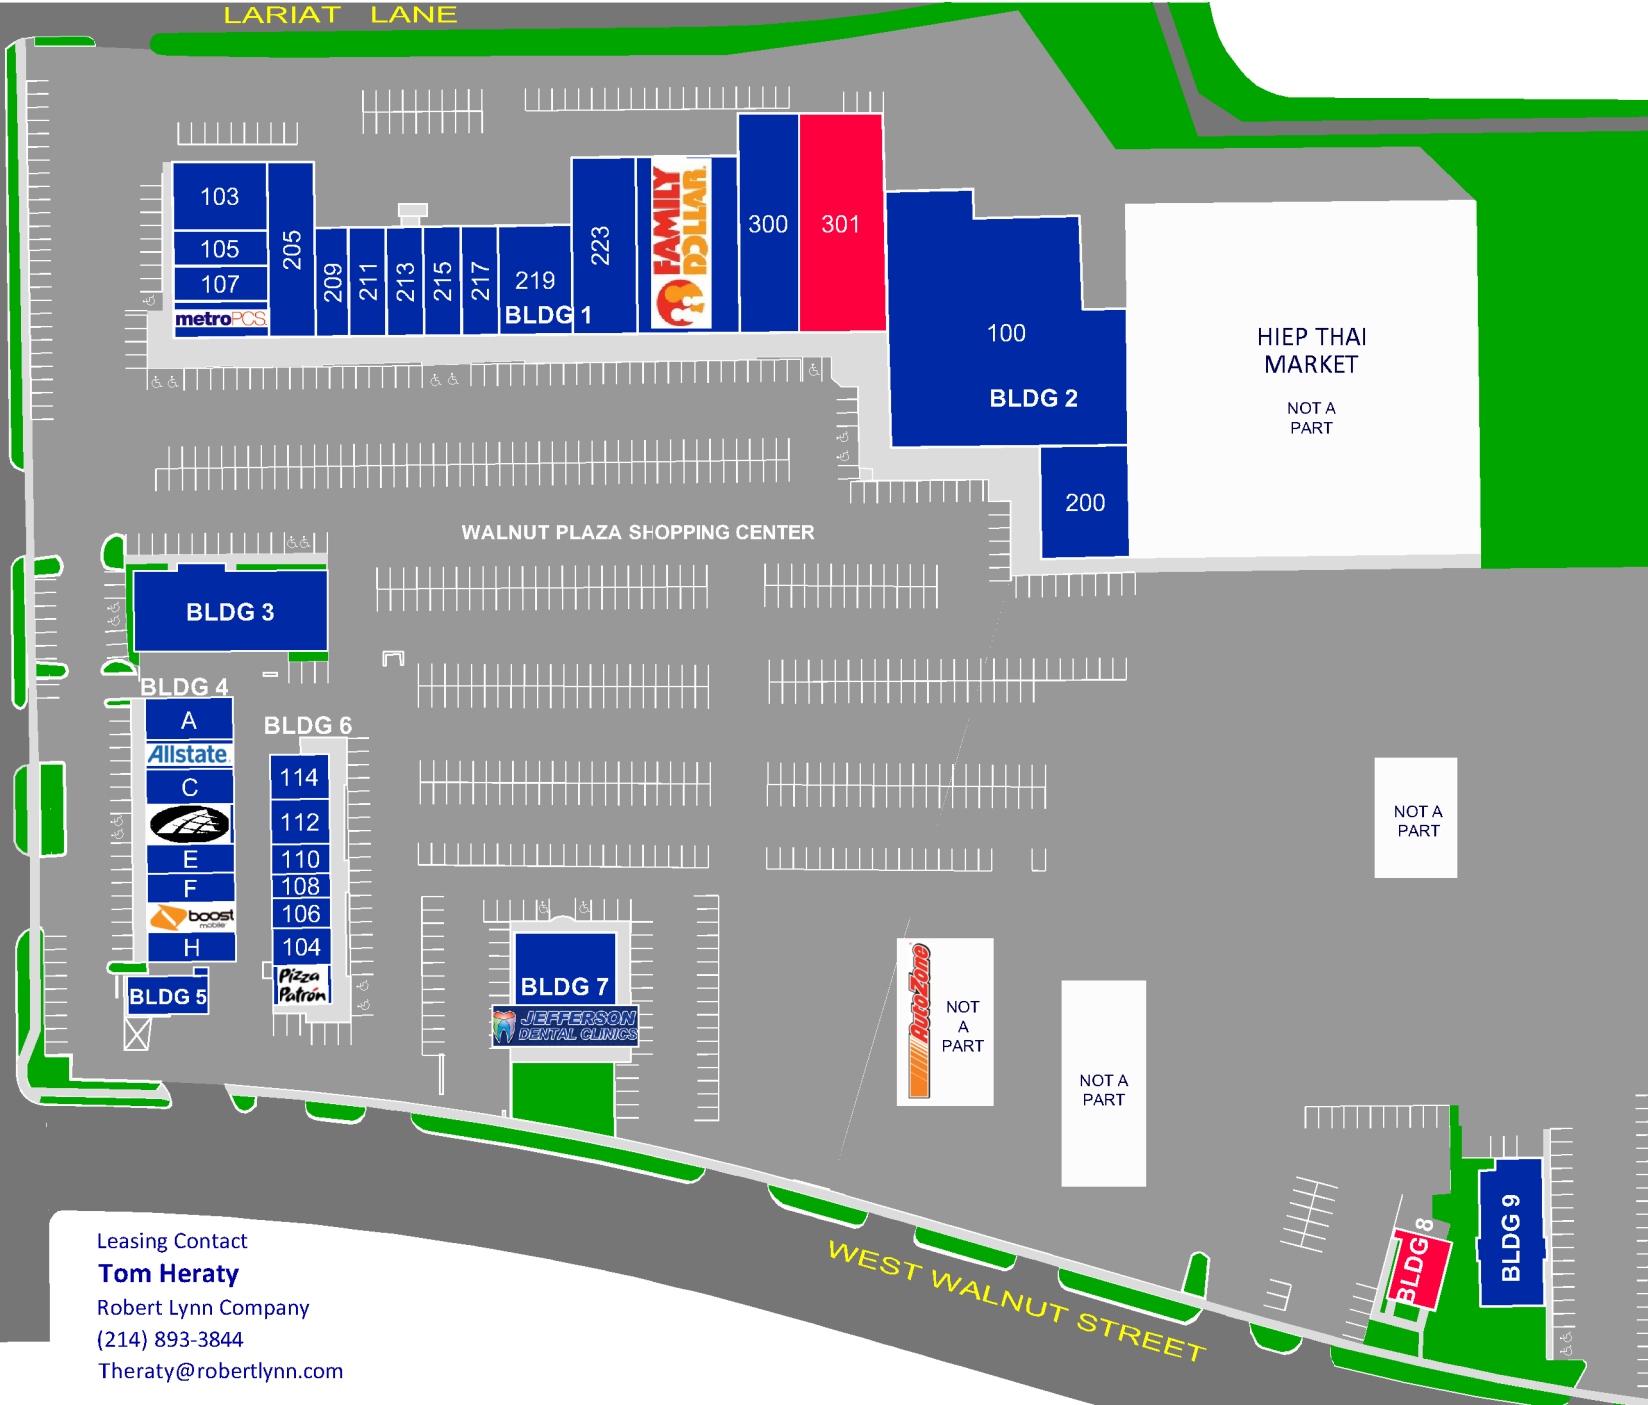 LARIAT LANE
103
105
107
metroPCS.
205
209
211
213
215
217
219
BLDG 1
223
FAMILY
DOLLAR
300
301
100
BLDG 2
200
HIEP THAI
MARKET
NOT A
PART
WALNUT PLAZA SHOPPING CENTER
BLDG 3
BLDG 4
A
Allstate
C
E
F
boost
mobile
H
BLDG 5
BLDG 6
114
112
110
108
106
104
Pizza
Patrón
BLDG 7
JEFFERSON
DENTAL CLINICS
NOT A
PART
AutoZone
NOT
A
PART
NOT A
PART
BLDG 8
BLDG 9
WEST WALNUT STREET
Leasing Contact
Tom Heraty
Robert Lynn Company
(214) 893-3844
Theraty@robertlynn.com